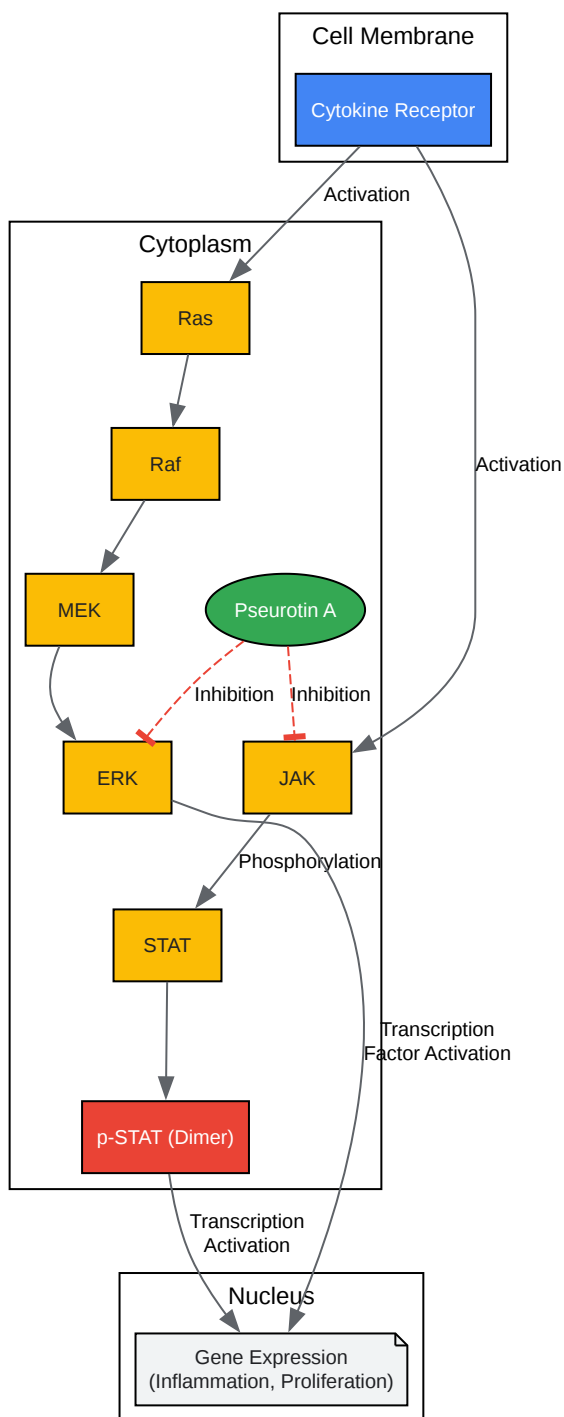 Cell Membrane
Cytokine Receptor
Activation
Cytoplasm
Ras
Raf
Activation
MEK
Pseurotin A
Inhibition
Inhibition
ERK
JAK
Phosphorylation
STAT
Transcription
Factor Activation
p-STAT (Dimer)
Transcription
Activation
Nucleus
Gene Expression
(Inflammation, Proliferation)